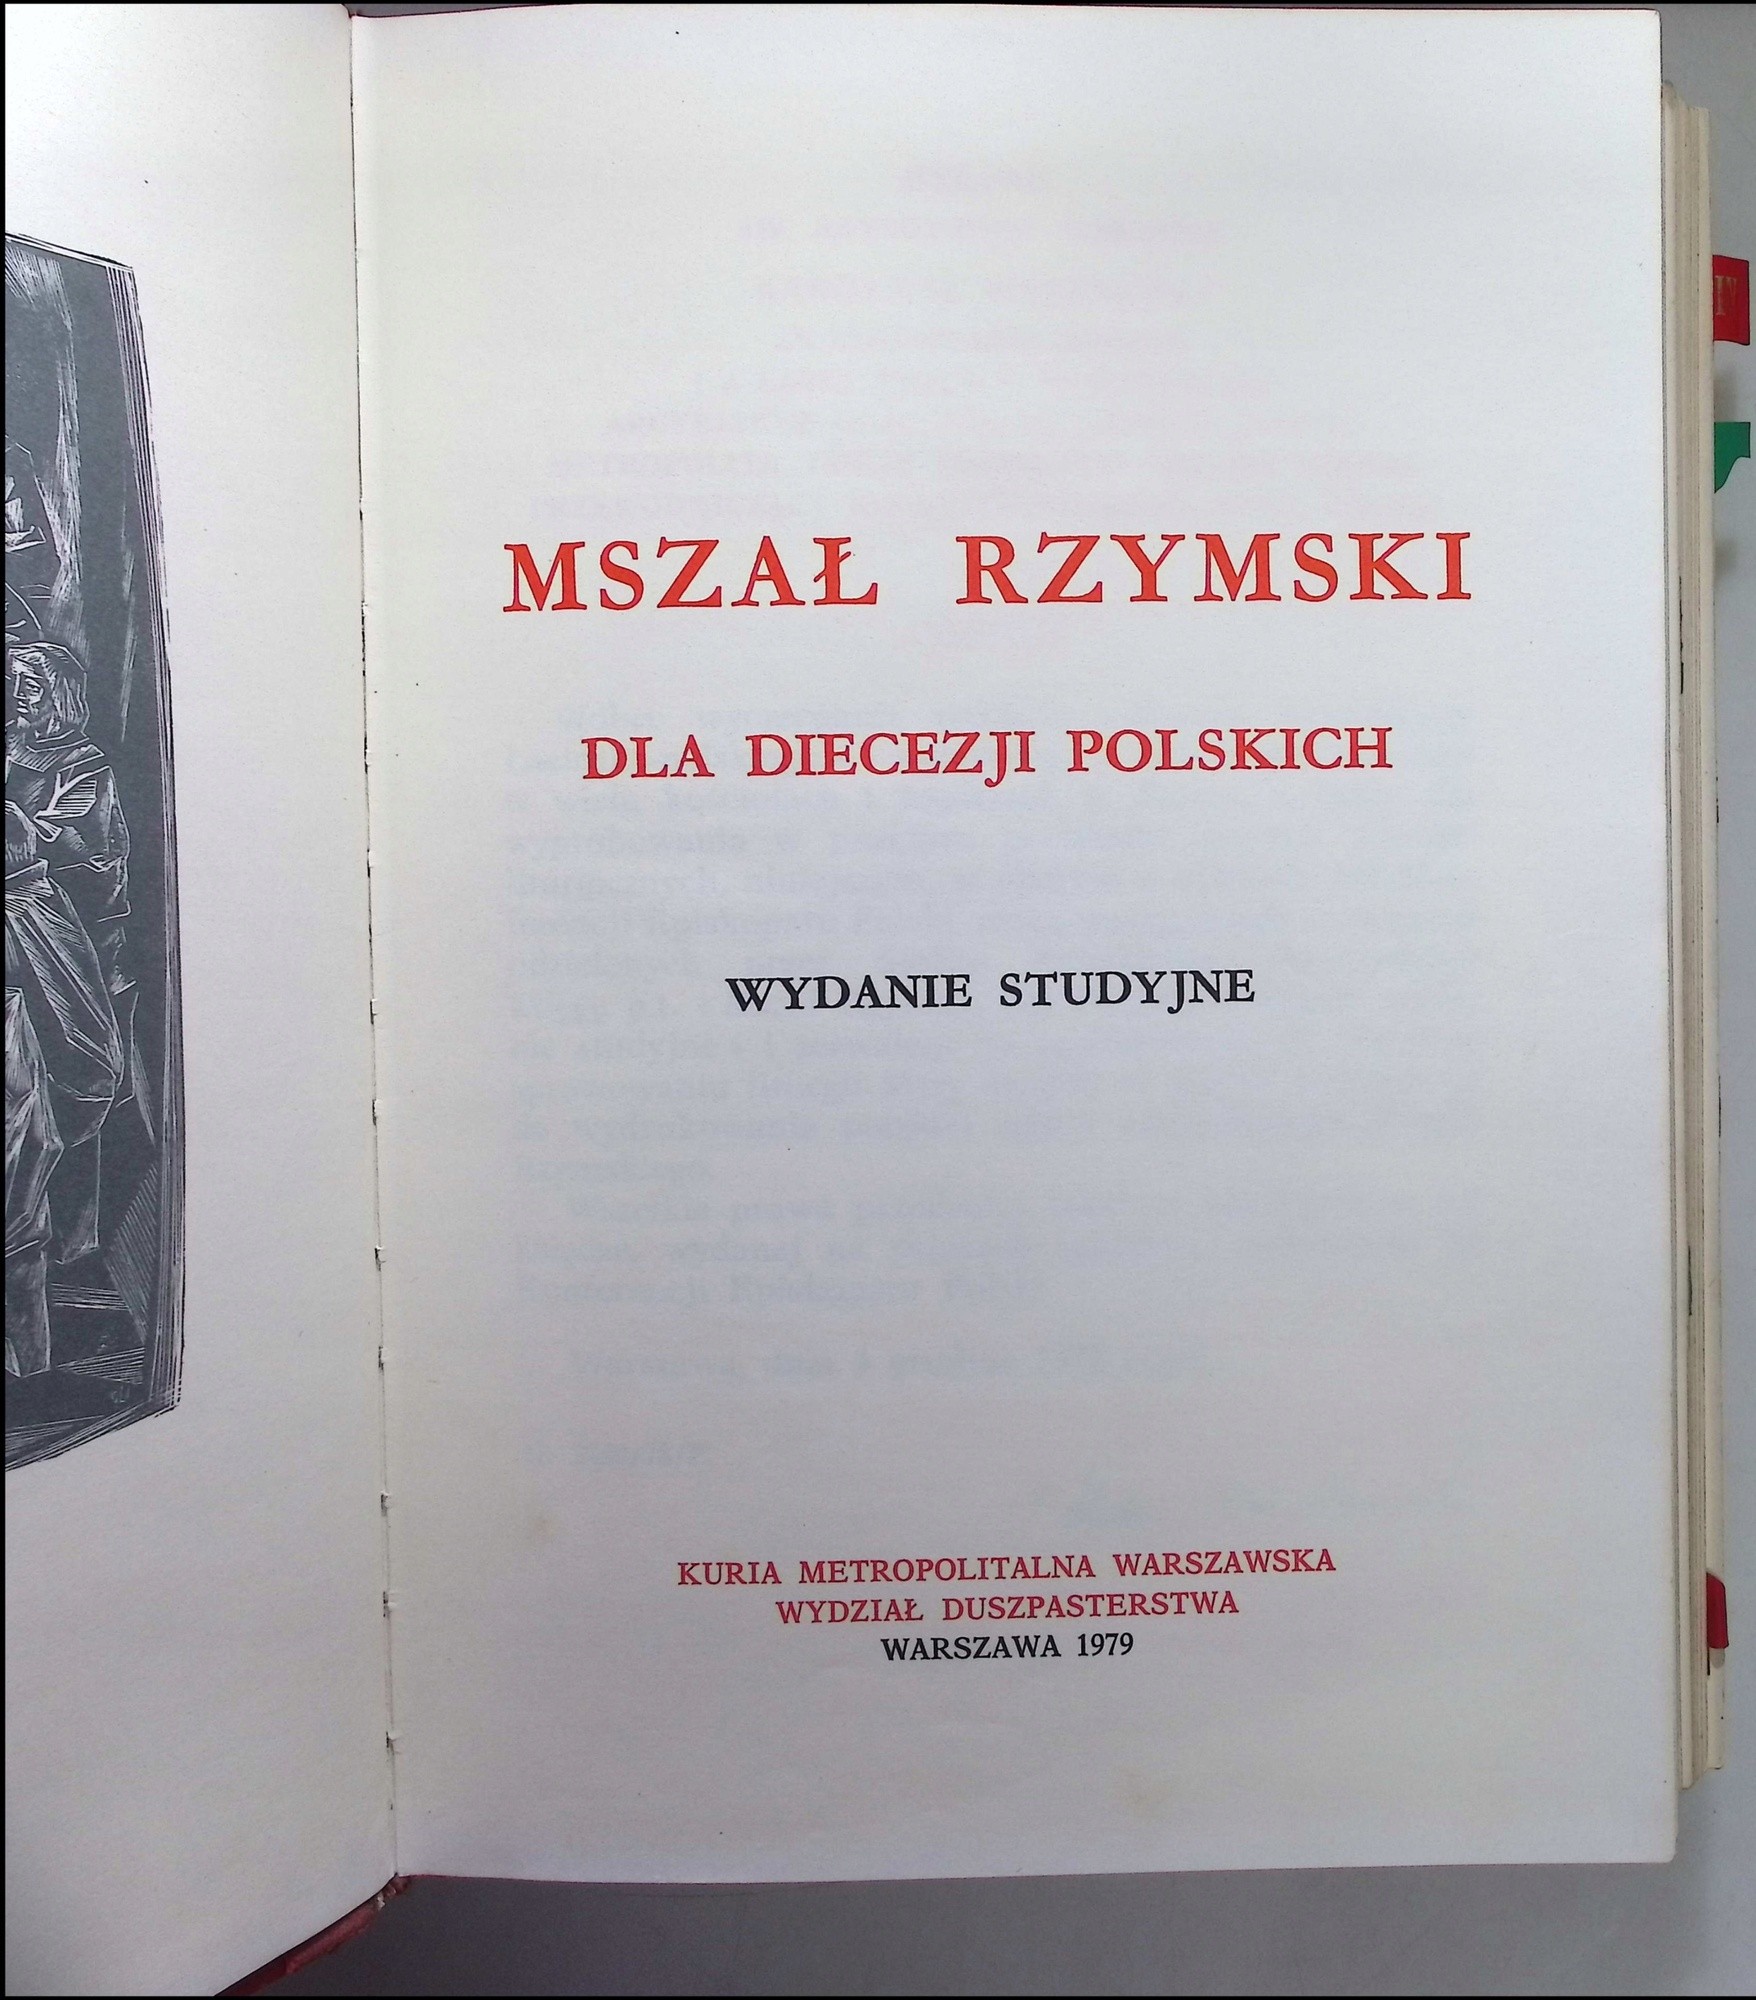 MSZAŁ RZYMSKI
DLA DIECEZJI POLSKICH
WYDANIE STUDYJNE
KURIA METROPOLITALNA WARSZAWSKA
WYDZIAŁ DUSZPASTERSTWA
WARSZAWA 1979